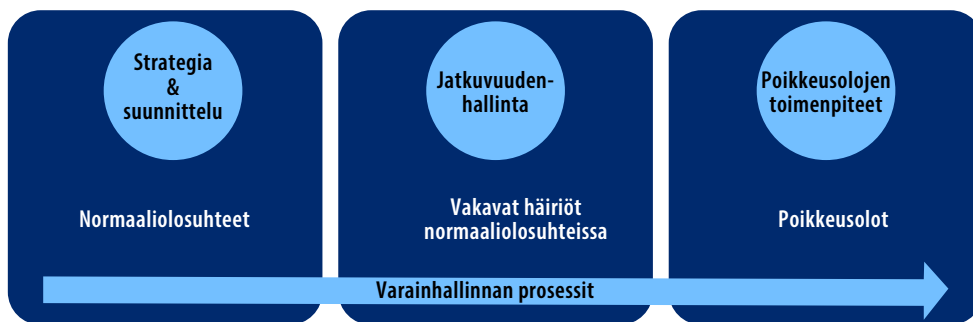 Strategia
&
suunnittelu
Jatkuvuuden-
hallinta
Poikkeusolojen
toimenpiteet
Normaaliolosuhteet
Vakavat häiriöt
normaaliolosuhteissa
Poikkeusolot
Varainhallinnan prosessit